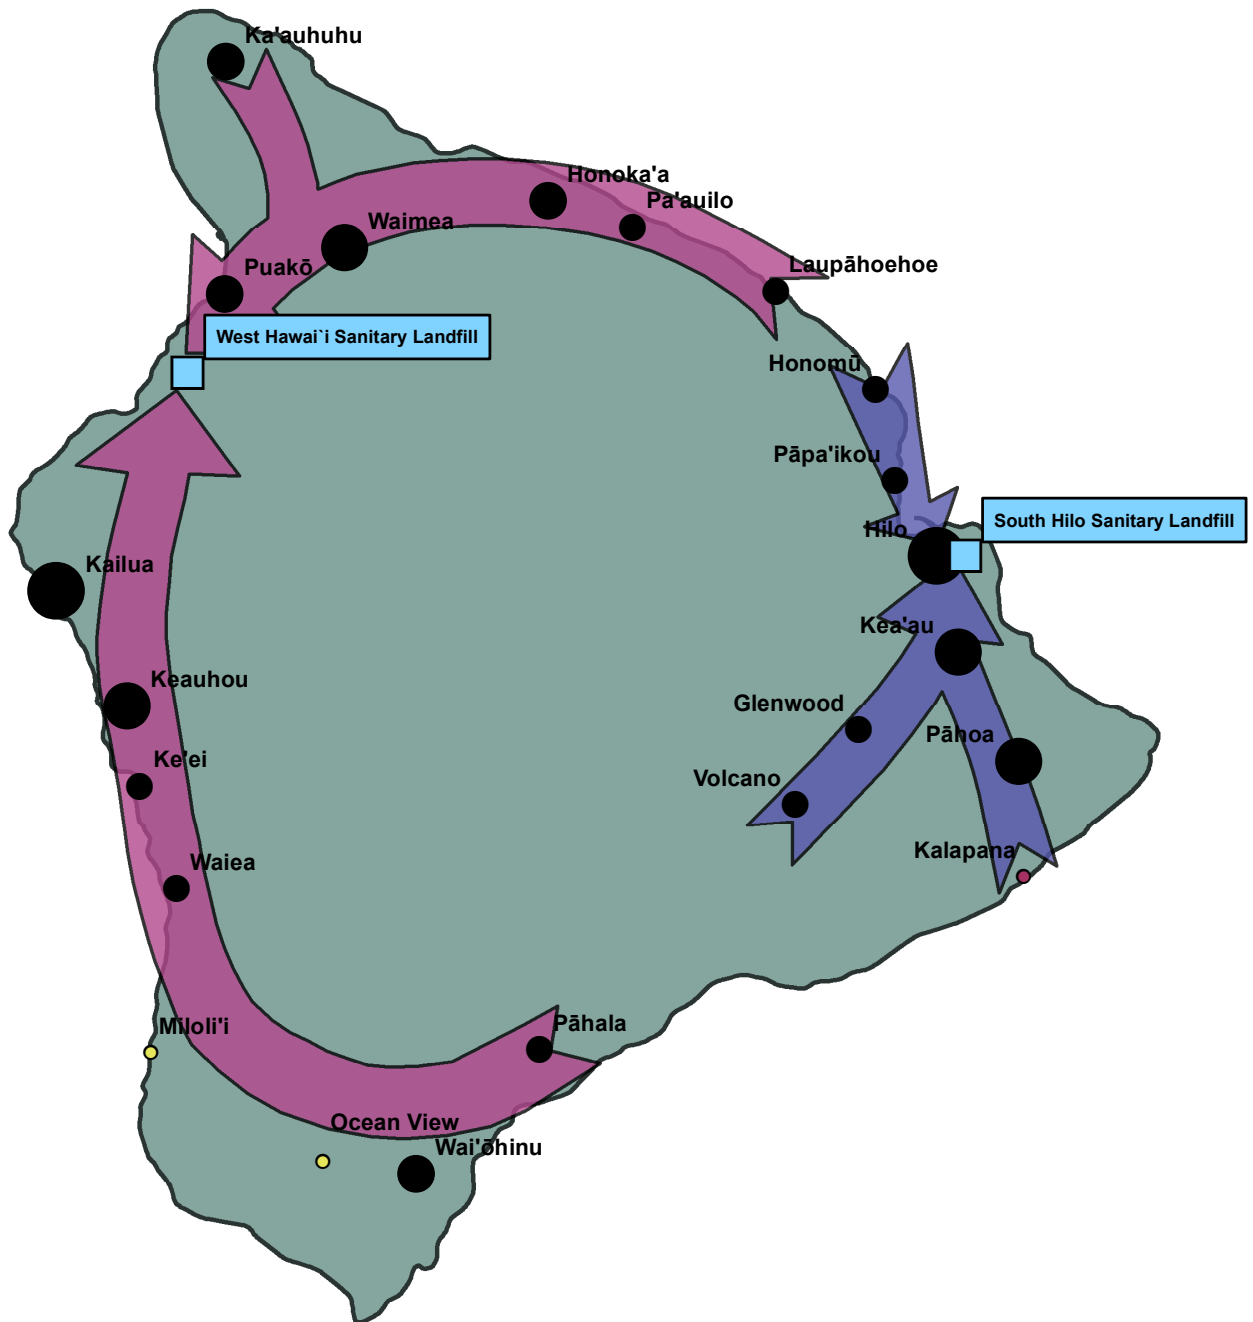 Ka'auhuhu
Honoka'a
Pa'auilo
Waimea
Puakō
Laupāhoehoe
West Hawai`i Sanitary Landfill
Honomū
Pāpa'ikou
South Hilo Sanitary Landfill
Hilo
Kailua
Kea'au
Keauhou
Glenwood
Pāhoa
Ke'ei
Volcano
Kalapana
Waiea
Miloli'i
Pāhala
Ocean View
Wai'ōhinu